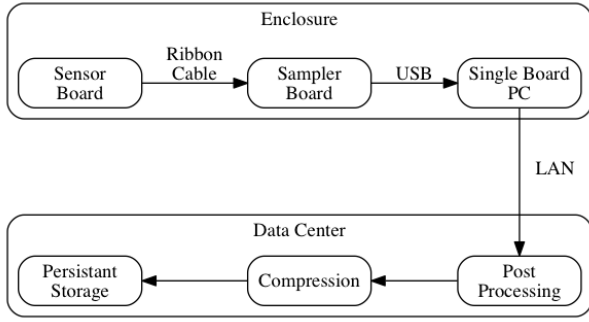 Enclosure
Sensor
Board
Ribbon
Cable
Sampler
Board
USB
Single Board
PC
LAN
Data Center
Persistant
Storage
Compression
Post
Processing